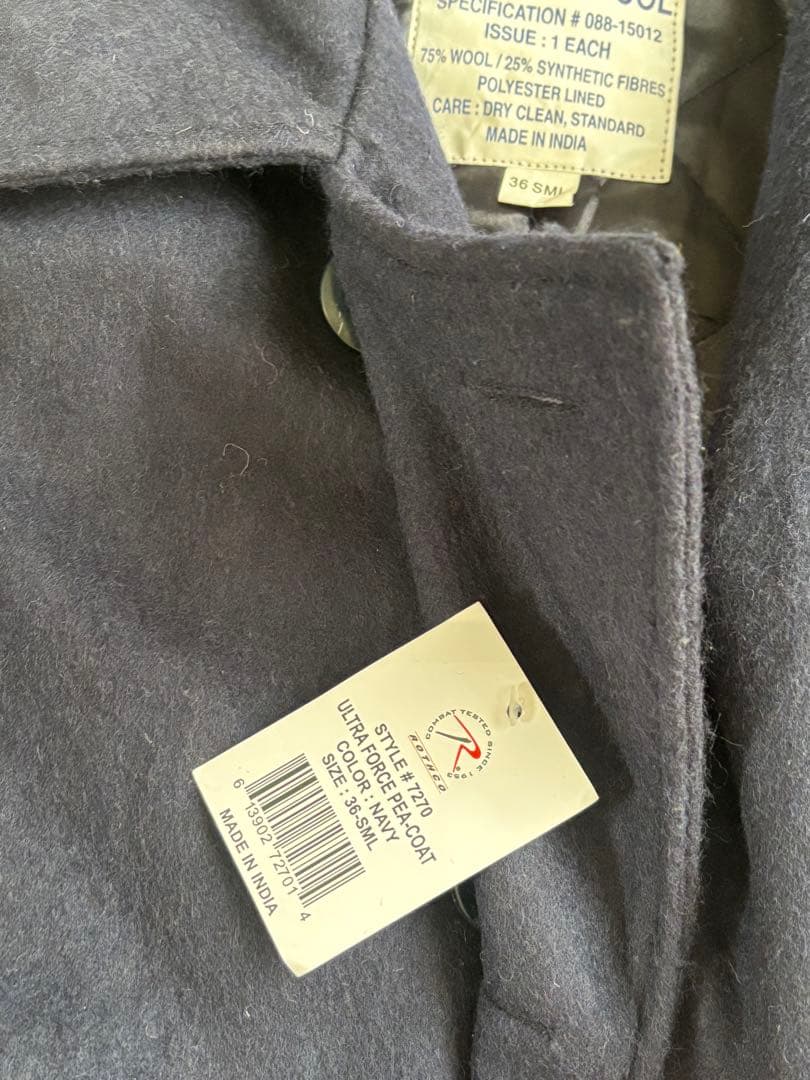 SPECIFICATION # 088-15012
ISSUE : 1 EACH
75% WOOL / 25% SYNTHETIC FIBRES
POLYESTER LINED
CARE : DRY CLEAN, STANDARD
MADE IN INDIA
36 SML
COMBAT TESTED SINCE 1953
R
ROTHCO
STYLE # 7270
ULTRA FORCE PEA-COAT
COLOR : NAVY
SIZE : 36-SML
6 13902 72701 4
MADE IN INDIA